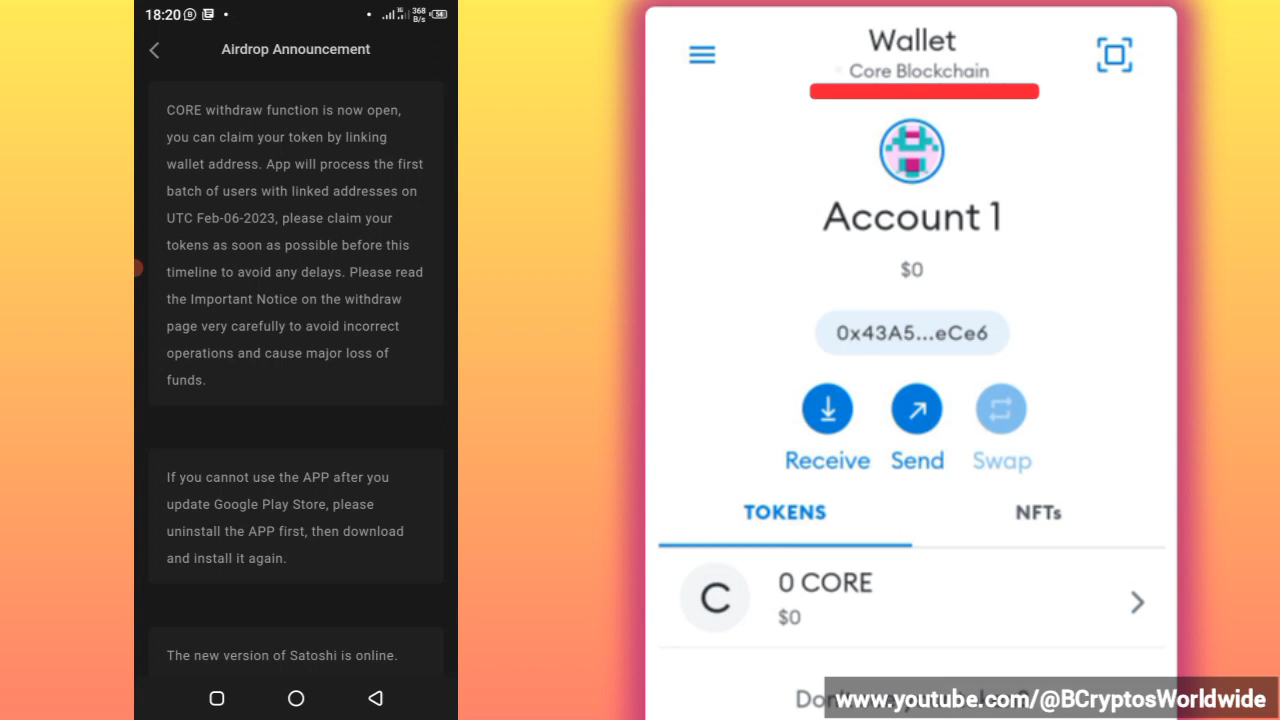 18:20
368
B/s
54
Airdrop Announcement
CORE withdraw function is now open,
you can claim your token by linking
wallet address. App will process the first
batch of users with linked addresses on
UTC Feb-06-2023, please claim your
tokens as soon as possible before this
timeline to avoid any delays. Please read
the Important Notice on the withdraw
page very carefully to avoid incorrect
operations and cause major loss of
funds.
If you cannot use the APP after you
update Google Play Store, please
uninstall the APP first, then download
and install it again.
The new version of Satoshi is online.
Wallet
Core Blockchain
Account 1
$0
0x43A5...eCe6
Receive Send Swap
TOKENS NFTs
C
0 CORE
$0
www.youtube.com/@BCryptosWorldwide